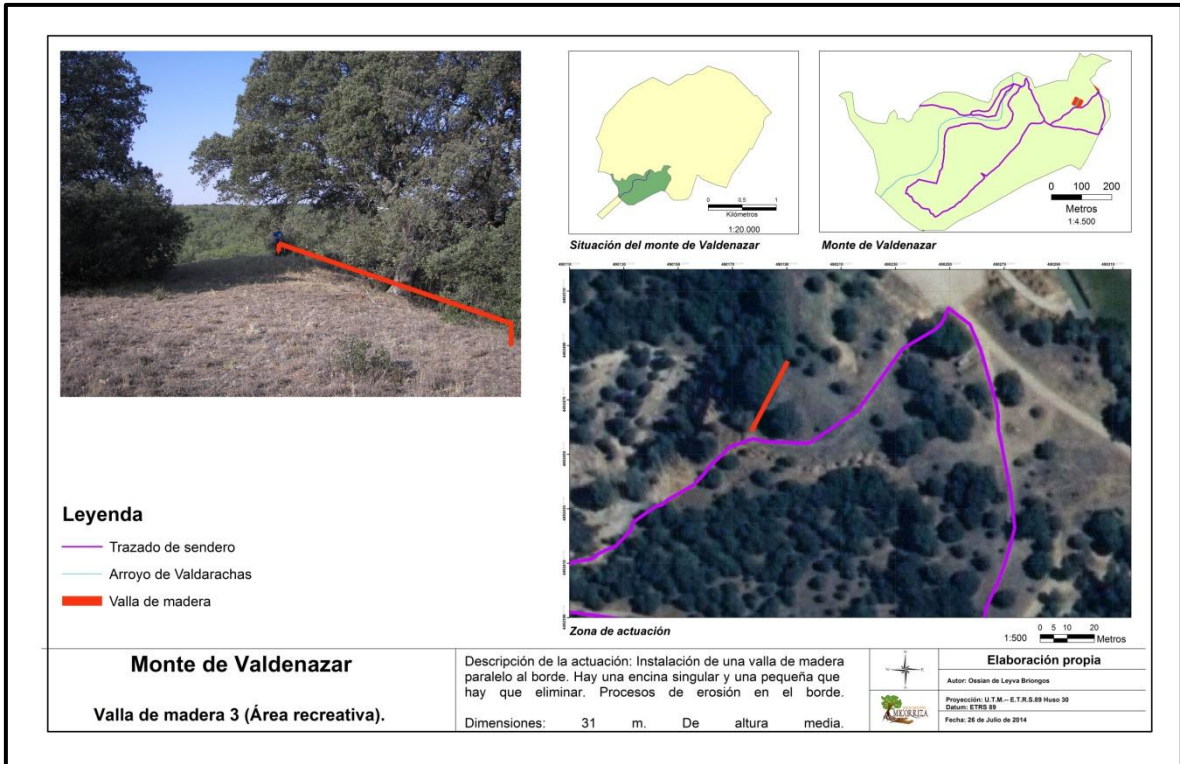 0 0,5 1
Kilómetros
1:20.000
Situación del monte de Valdenazar
0 100 200
Metros
1:4.500
Monte de Valdenazar
Leyenda
Trazado de sendero
Arroyo de Valdarachas
Valla de madera
Zona de actuación
1:500
0 5 10 20
Metros
Monte de Valdenazar
Valla de madera 3 (Área recreativa).
Descripción de la actuación: Instalación de una valla de madera
paralelo al borde. Hay una encina singular y una pequeña que
hay que eliminar. Procesos de erosión en el borde.
Dimensiones: 31 m. De altura media.
MICORRIZA
Elaboración propia
Autor: Ossian de Leyva Briongos
Proyección: U.T.M.-- E.T.R.S.89 Huso 30
Datum: ETRS 89
Fecha: 26 de Julio de 2014